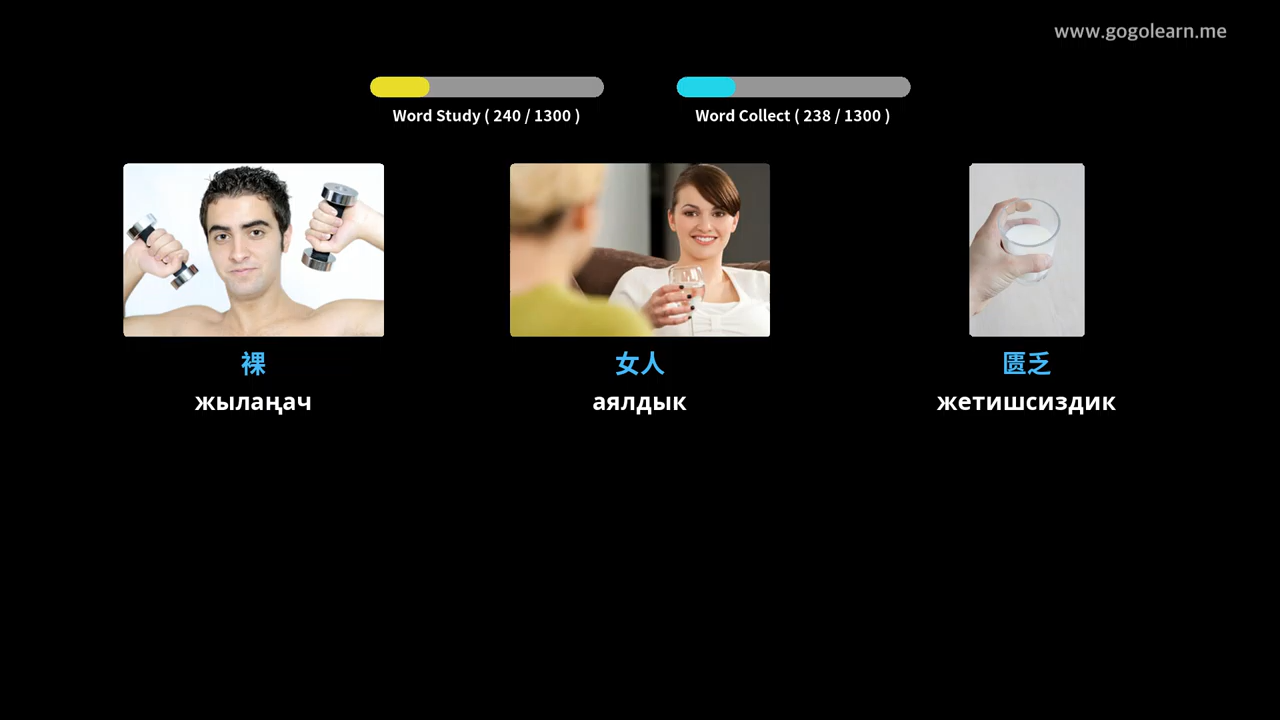 www.gogolearn.me
Word Study ( 240 / 1300 )
Word Collect ( 238 / 1300 )
裸
女人
匮乏
жылаңач
аялдык
жетишсиздик